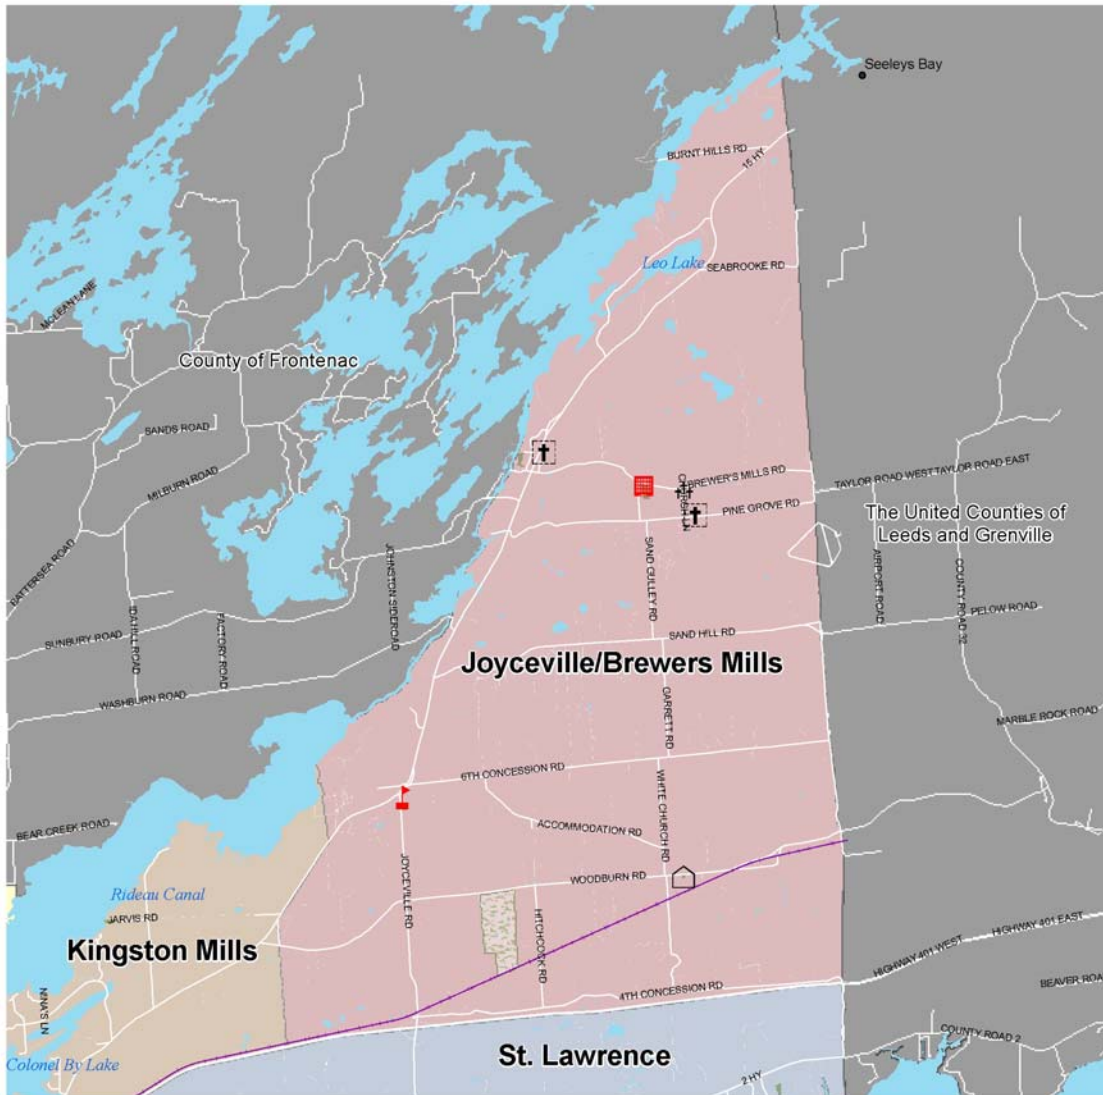 Seeleys Bay
BURNT HILLS RD
15 HY
Leo Lake
SEABROOKE RD
MCLEAN LANE
County of Frontenac
SANDS ROAD
MILBURN ROAD
BREWER'S MILLS RD
CHURCH LN
TAYLOR ROAD WEST
TAYLOR ROAD EAST
PINE GROVE RD
The United Counties of
Leeds and Grenville
BATTERSEA ROAD
JOHNSTON SIDEROAD
SAND GULLEY RD
AIRPORT ROAD
COUNTY ROAD 32
IDA HILL ROAD
FACTORY ROAD
SUNBURY ROAD
PELOW ROAD
SAND HILL RD
Joyceville/Brewers Mills
WASHBURN ROAD
GARRETT RD
MARBLE ROCK ROAD
6TH CONCESSION RD
WHITE CHURCH RD
BEAR CREEK ROAD
ACCOMMODATION RD
JOYCEVILLE RD
WOODBURN RD
Rideau Canal
JARVIS RD
HITCHCOCK RD
Kingston Mills
HIGHWAY 401 WEST
HIGHWAY 401 EAST
NINA'S LN
4TH CONCESSION RD
BEAVER ROA
COUNTY ROAD 2
St. Lawrence
Colonel By Lake
2 HY